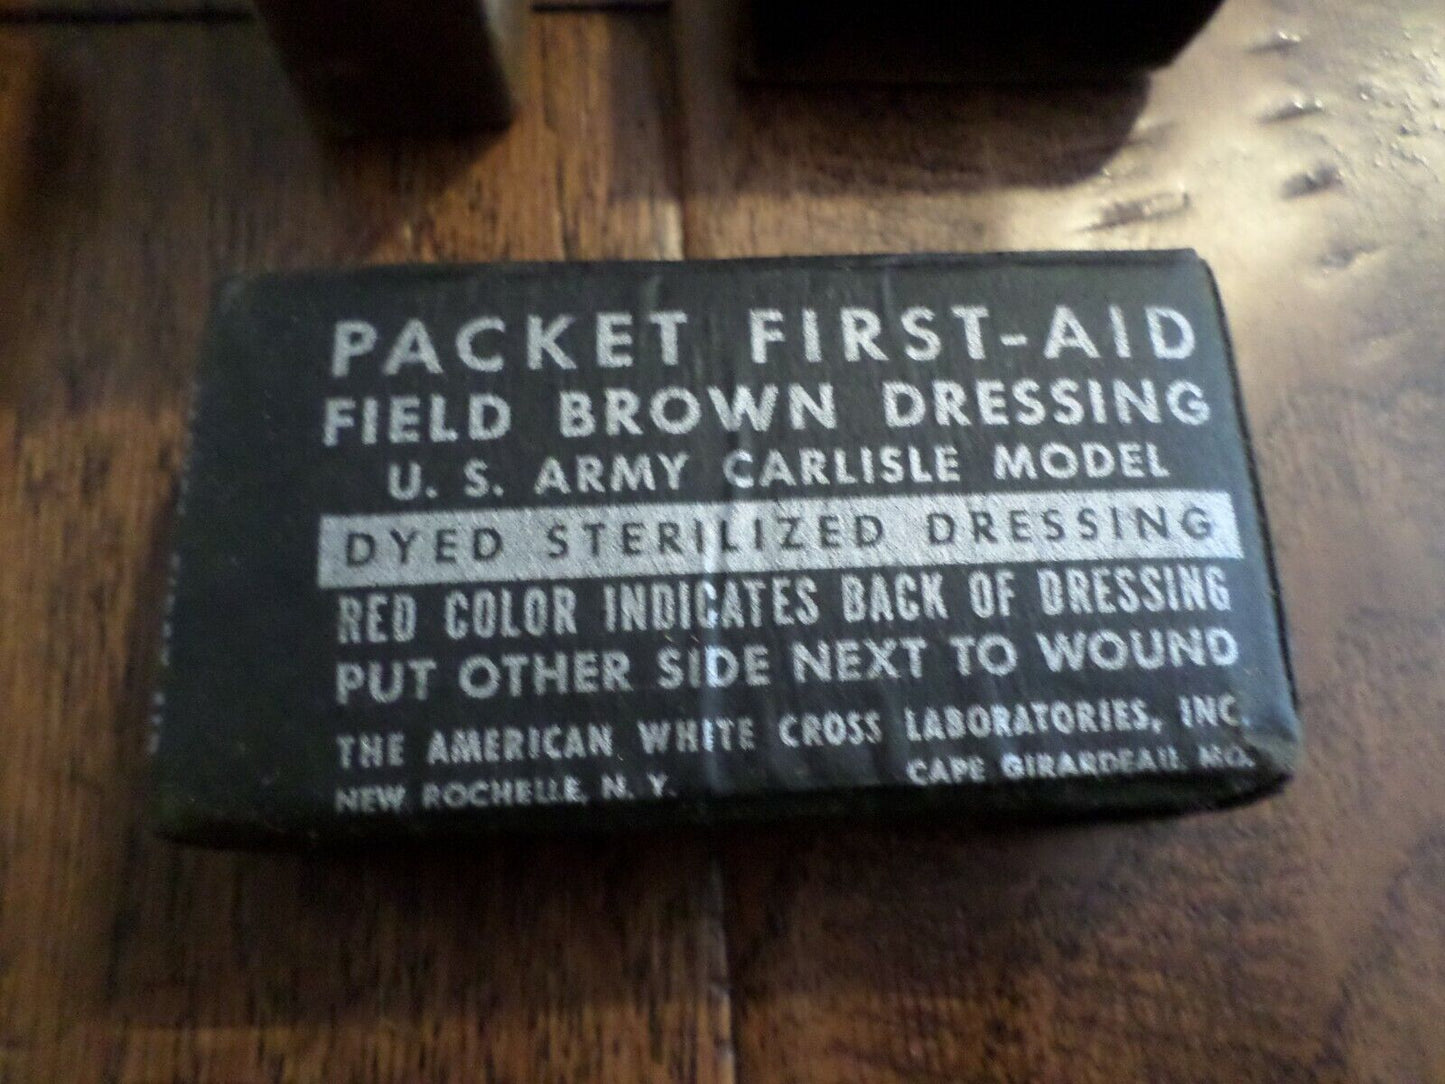 PACKET FIRST-AID
FIELD BROWN DRESSING
U. S. ARMY CARLISLE MODEL
DYED STERILIZED DRESSING
RED COLOR INDICATES BACK OF DRESSING
PUT OTHER SIDE NEXT TO WOUND
THE AMERICAN WHITE CROSS LABORATORIES, INC.
NEW ROCHELLE, N. Y. CAPE GIRARDEAU, MO.